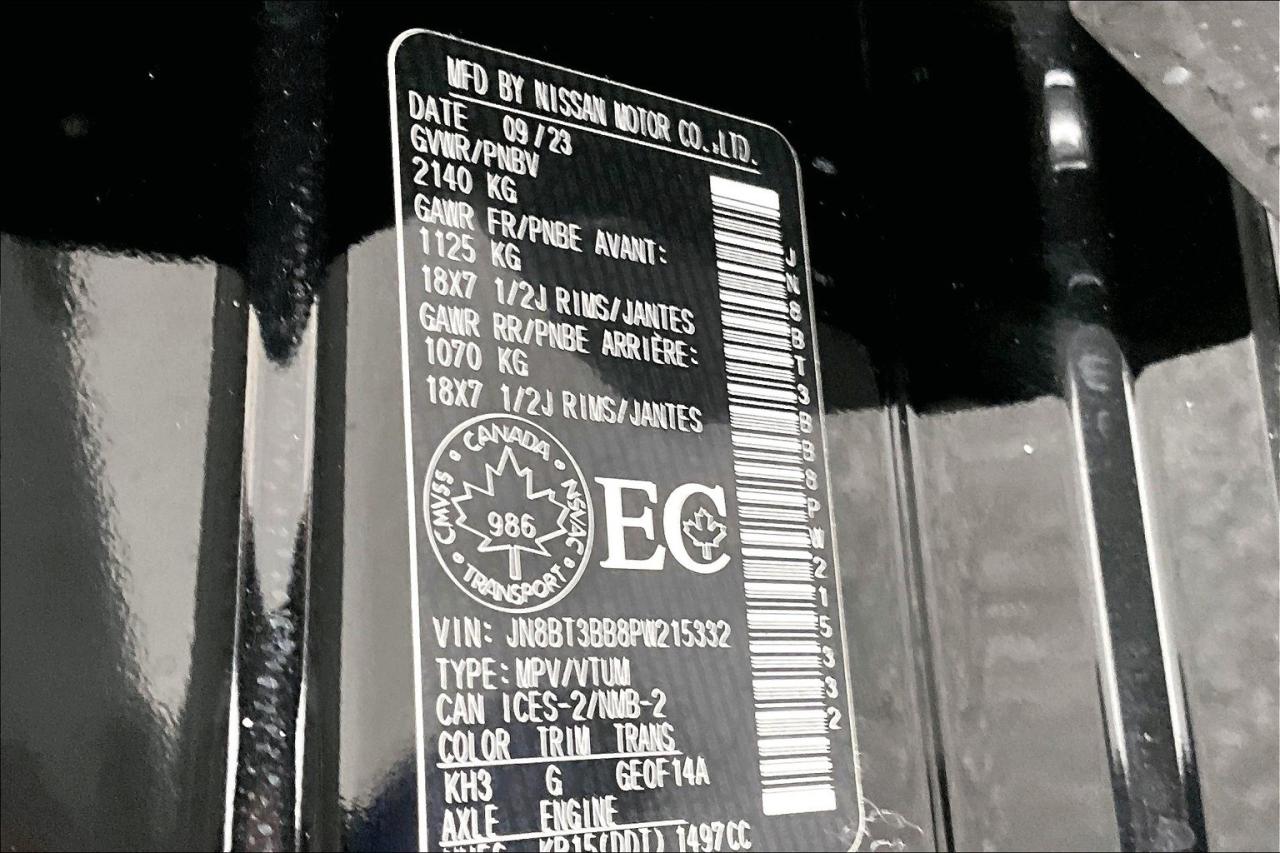 MFD BY NISSAN MOTOR CO.,LTD.
DATE 09/23
GVWR/PNBV
2140 KG
GAWR FR/PNBE AVANT:
1125 KG
18X7 1/2J RIMS/JANTES
GAWR RR/PNBE ARRIÈRE:
1070 KG
18X7 1/2J RIMS/JANTES
CANADA
CMVSS
NSVAC
986
TRANSPORT
EC
VIN: JN8BT3BB8PW215332
TYPE:MPV/VTUM
CAN ICES-2/NMB-2
COLOR TRIM TRANS
KH3 G GE0F14A
AXLE ENGINE
KR15(DDT) 1497CC
JN8BT3BB8PW215332